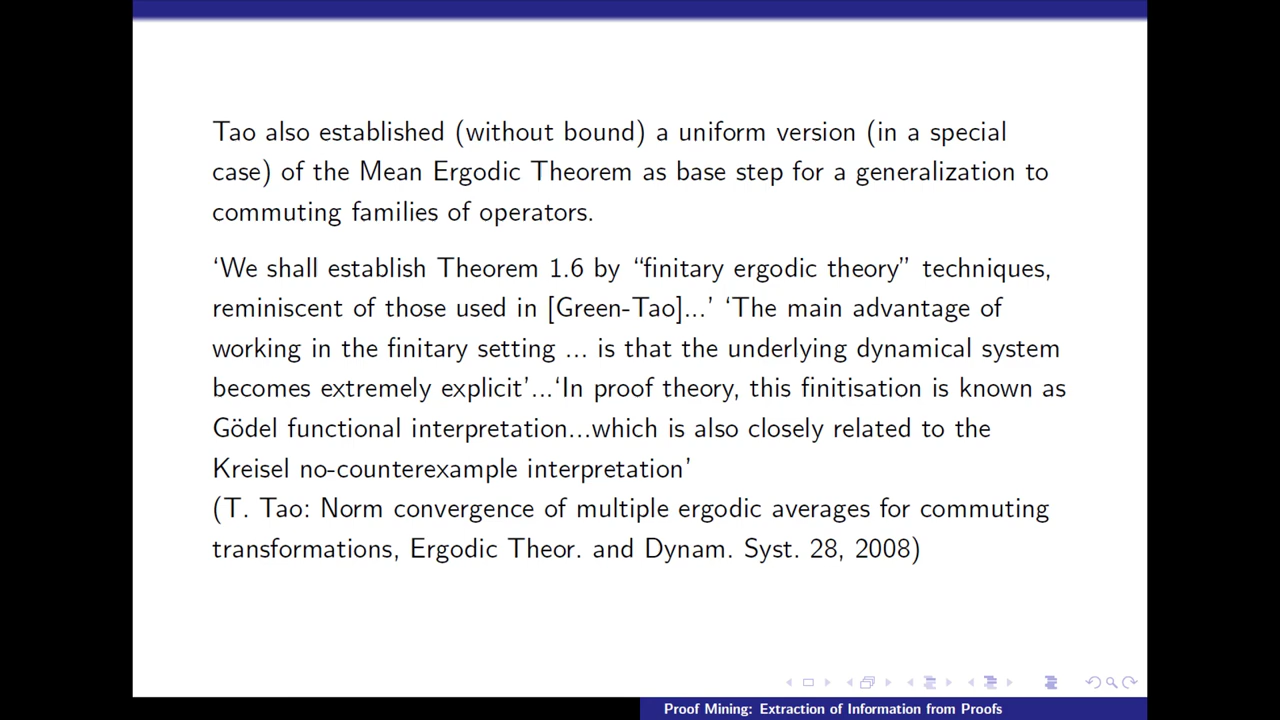 Tao also established (without bound) a uniform version (in a special
case) of the Mean Ergodic Theorem as base step for a generalization to
commuting families of operators.
‘We shall establish Theorem 1.6 by “finitary ergodic theory” techniques,
reminiscent of those used in [Green-Tao]...’ ‘The main advantage of
working in the finitary setting ... is that the underlying dynamical system
becomes extremely explicit’...‘In proof theory, this finitisation is known as
Gödel functional interpretation...which is also closely related to the
Kreisel no-counterexample interpretation’
(T. Tao: Norm convergence of multiple ergodic averages for commuting
transformations, Ergodic Theor. and Dynam. Syst. 28, 2008)
Proof Mining: Extraction of Information from Proofs